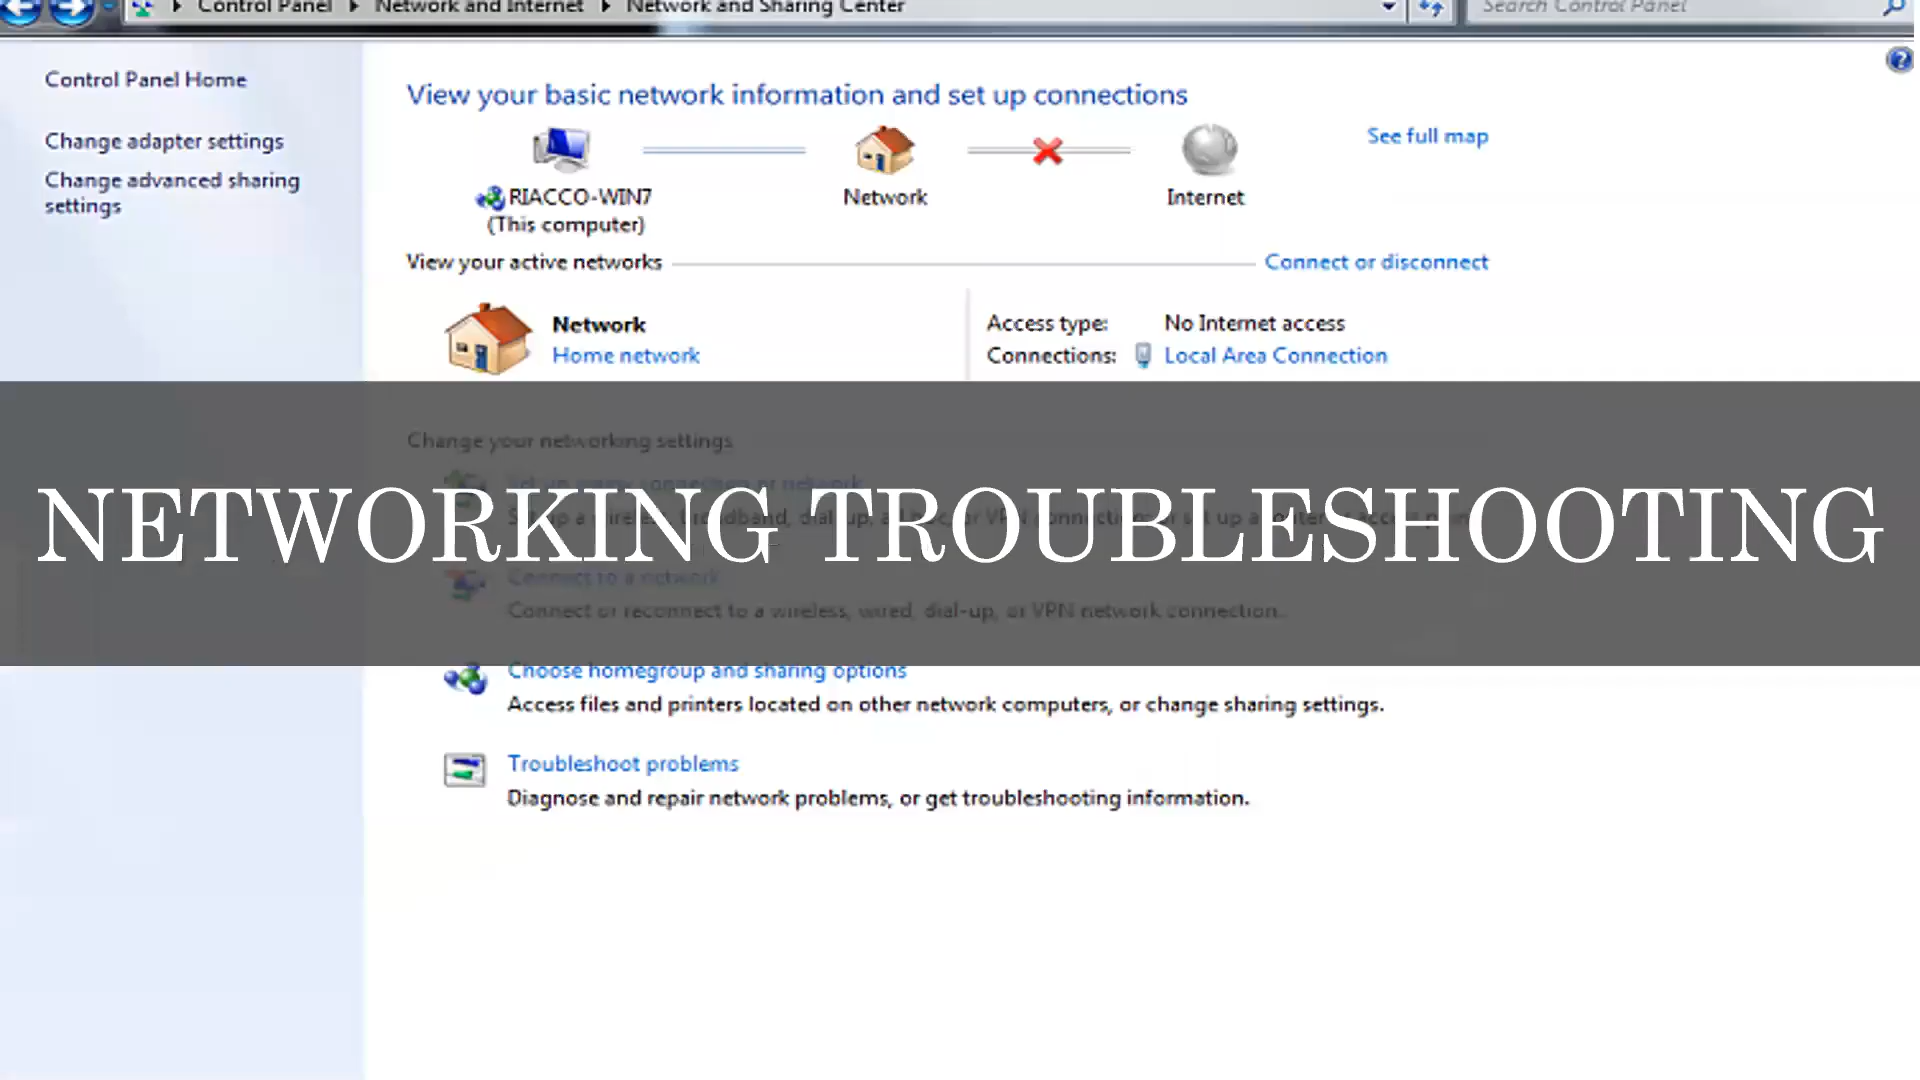 Control Panel ▸ Network and Internet ▸ Network and Sharing Center
Search Control Panel
Control Panel Home
Change adapter settings
Change advanced sharing
settings
View your basic network information and set up connections
See full map
RIACCO-WIN7
(This computer)
Network
Internet
View your active networks
Connect or disconnect
Network
Home network
Access type:
No Internet access
Connections:
Local Area Connection
Change your networking settings
NETWORKING TROUBLESHOOTING
Connect to a network
Connect or reconnect to a wireless, wired, dial-up, or VPN network connection.
Choose homegroup and sharing options
Access files and printers located on other network computers, or change sharing settings.
Troubleshoot problems
Diagnose and repair network problems, or get troubleshooting information.